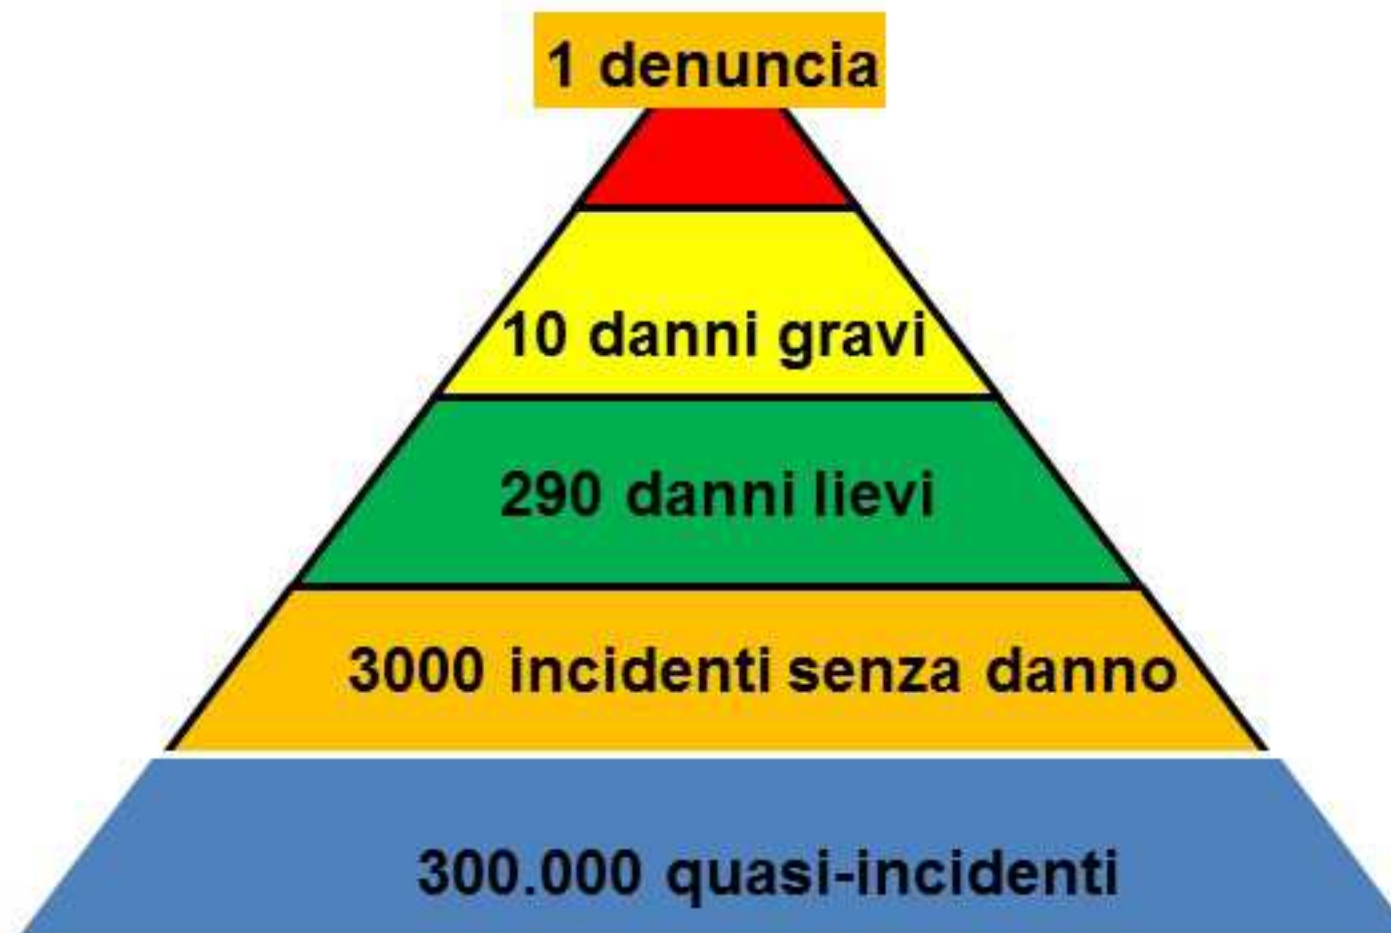 1 denuncia
10 danni gravi
290 danni lievi
3000 incidenti senza danno
300.000 quasi-incidenti